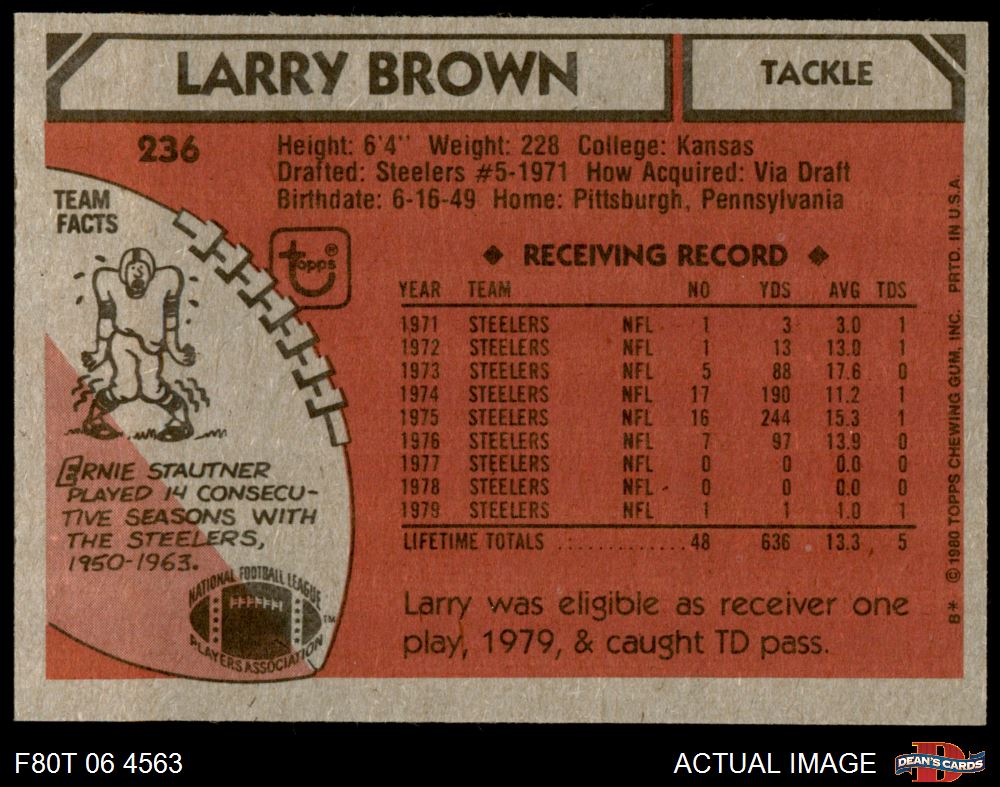 LARRY BROWN
TACKLE
236
Height: 6'4" Weight: 228 College: Kansas
Drafted: Steelers #5-1971 How Acquired: Via Draft
Birthdate: 6-16-49 Home: Pittsburgh, Pennsylvania
TEAM
FACTS
topps®
◆ RECEIVING RECORD ◆
YEAR TEAM NO YDS AVG TDS
1971 STEELERS NFL 1 3 3.0 1
1972 STEELERS NFL 1 13 13.0 1
1973 STEELERS NFL 5 88 17.6 0
1974 STEELERS NFL 17 190 11.2 1
1975 STEELERS NFL 16 244 15.3 1
1976 STEELERS NFL 7 97 13.9 0
1977 STEELERS NFL 0 0 0.0 0
1978 STEELERS NFL 0 0 0.0 0
1979 STEELERS NFL 1 1 1.0 1
LIFETIME TOTALS ............. 48 636 13.3 5
ERNIE STAUTNER
PLAYED 14 CONSECU-
TIVE SEASONS WITH
THE STEELERS,
1950-1963.
NATIONAL FOOTBALL LEAGUE
PLAYERS ASSOCIATION
TM
Larry was eligible as receiver one
play, 1979, & caught TD pass.
B* © 1980 TOPPS CHEWING GUM, INC. PRTD. IN U.S.A.
F80T 06 4563
ACTUAL IMAGE
D
DEAN'S CARDS